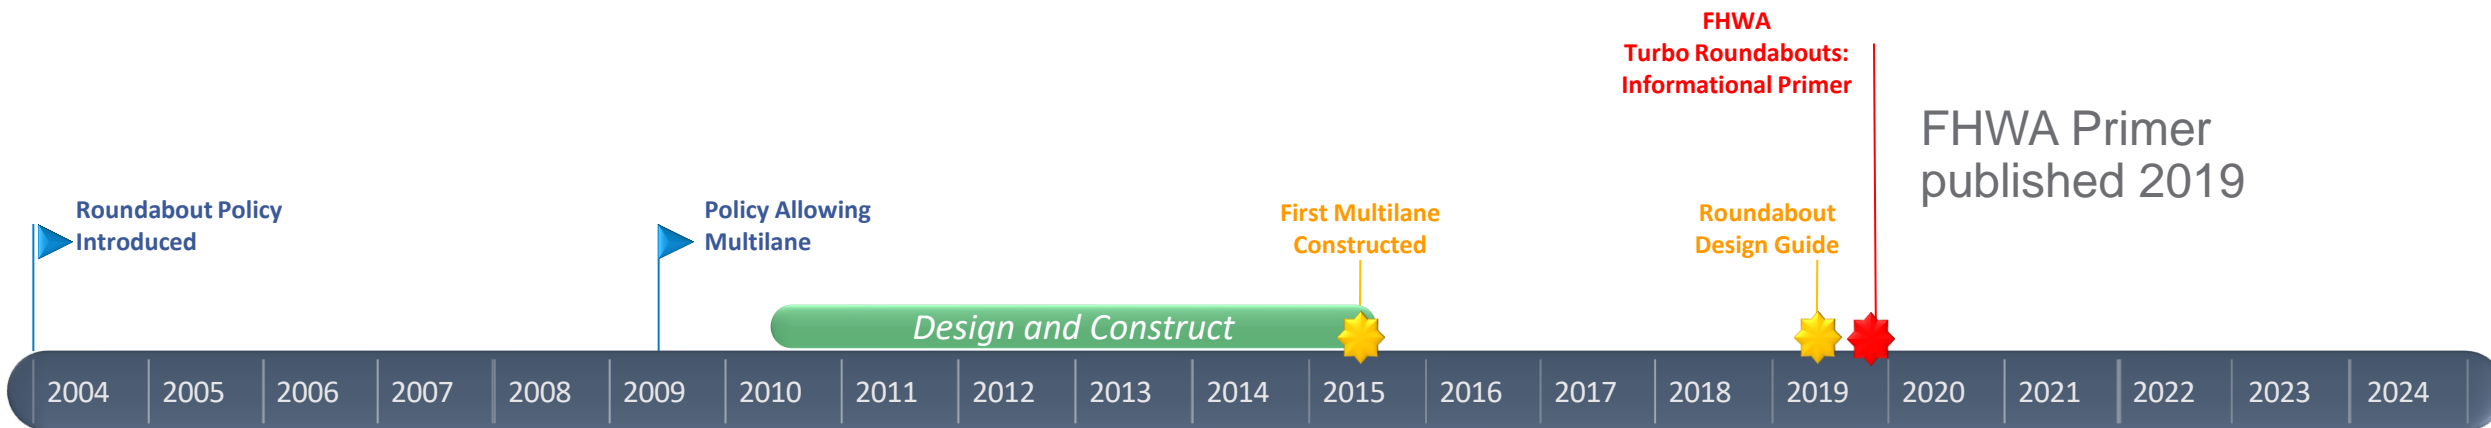 FHWA
Turbo Roundabouts:
Informational Primer
FHWA Primer
published 2019
Roundabout Policy
Introduced
Policy Allowing
Multilane
First Multilane
Constructed
Roundabout
Design Guide
Design and Construct
2004 2005 2006 2007 2008 2009 2010 2011 2012 2013 2014 2015 2016 2017 2018 2019 2020 2021 2022 2023 2024